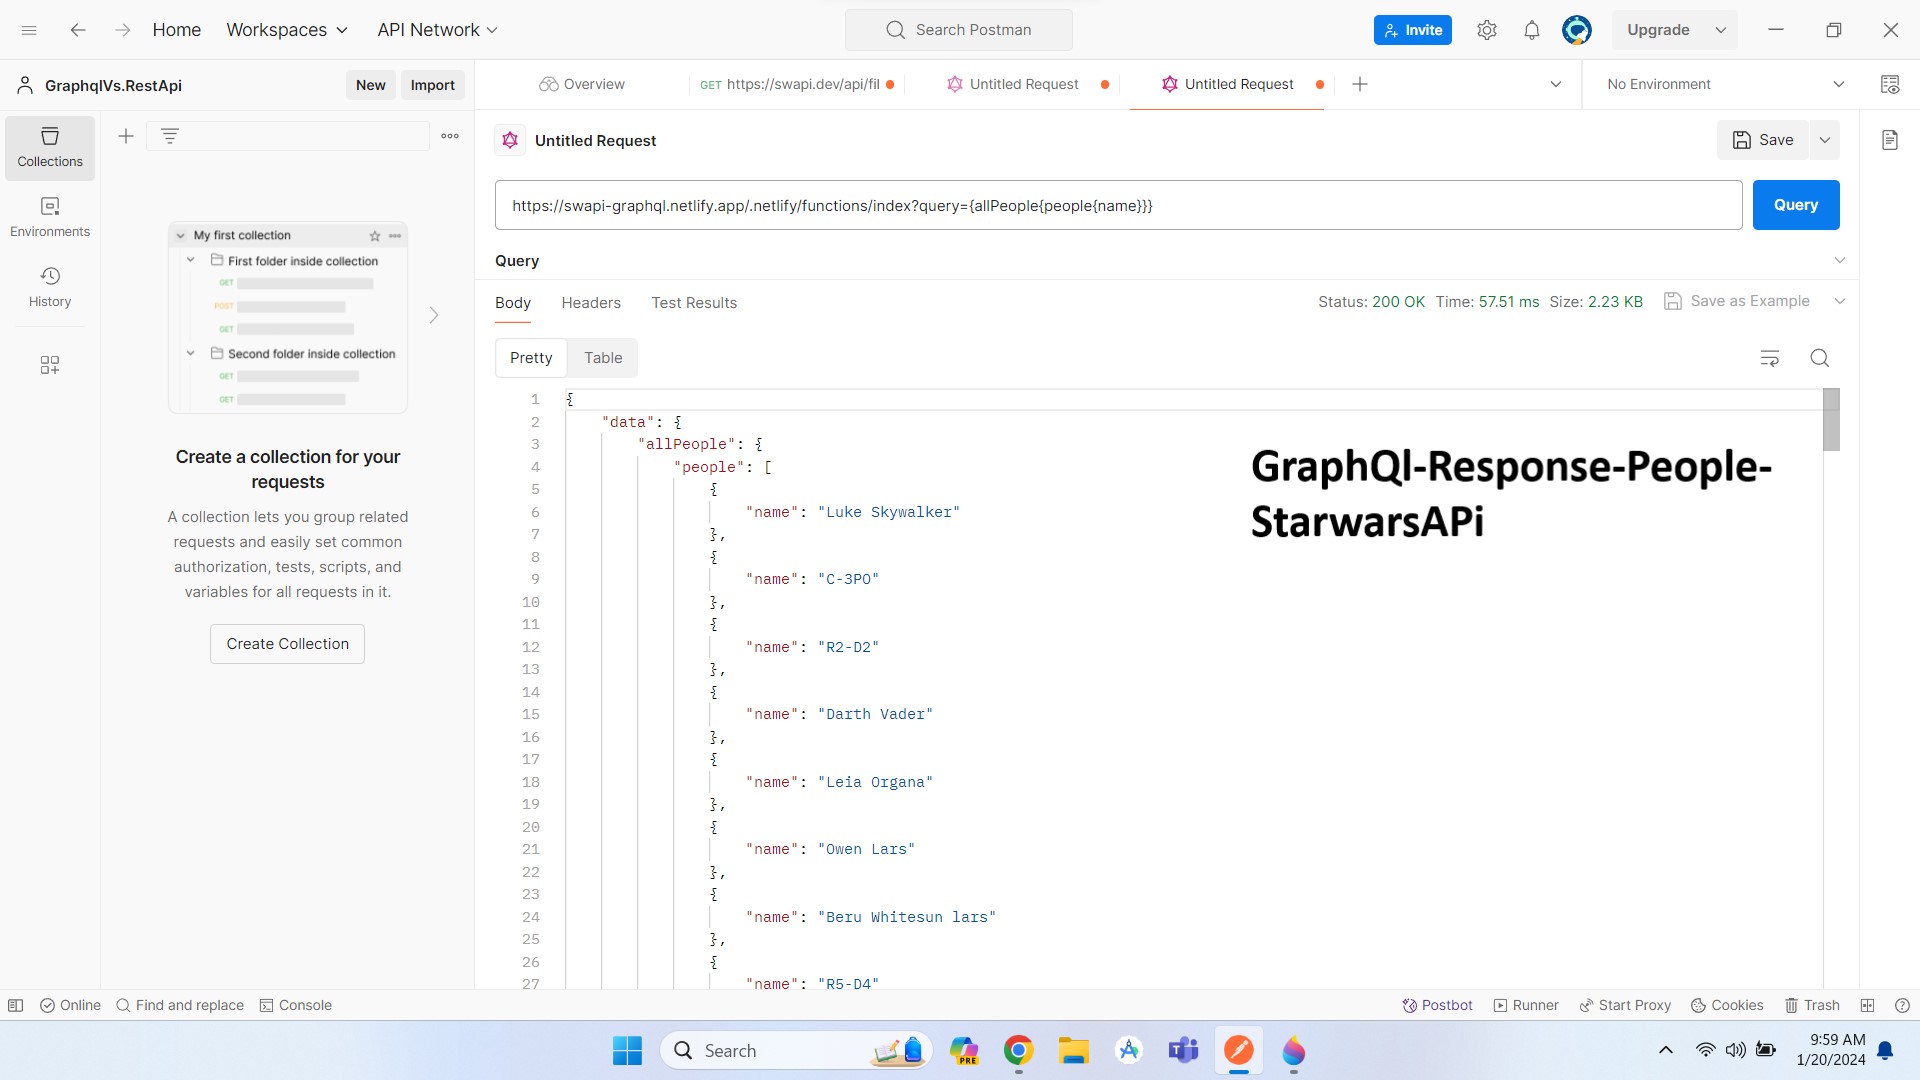 Home Workspaces API Network Search Postman Invite Upgrade
GraphqlVs.RestApi New Import Overview GET https://swapi.dev/api/fil Untitled Request Untitled Request No Environment
Collections
Environments
History
My first collection
First folder inside collection
GET
POST
GET
Second folder inside collection
GET
GET
Create a collection for your
requests
A collection lets you group related
requests and easily set common
authorization, tests, scripts, and
variables for all requests in it.
Create Collection
Untitled Request Save
https://swapi-graphql.netlify.app/.netlify/functions/index?query={allPeople{people{name}}} Query
Query
Body Headers Test Results Status: 200 OK Time: 57.51 ms Size: 2.23 KB Save as Example
Pretty Table
1 {
2 "data": {
3 "allPeople": {
4 "people": [
5 {
6 "name": "Luke Skywalker"
7 },
8 {
9 "name": "C-3PO"
10 },
11 {
12 "name": "R2-D2"
13 },
14 {
15 "name": "Darth Vader"
16 },
17 {
18 "name": "Leia Organa"
19 },
20 {
21 "name": "Owen Lars"
22 },
23 {
24 "name": "Beru Whitesun lars"
25 },
26 {
27 "name": "R5-D4"
GraphQl-Response-People-
StarwarsAPi
Online Find and replace Console Postbot Runner Start Proxy Cookies Trash
Search PRE 9:59 AM
1/20/2024